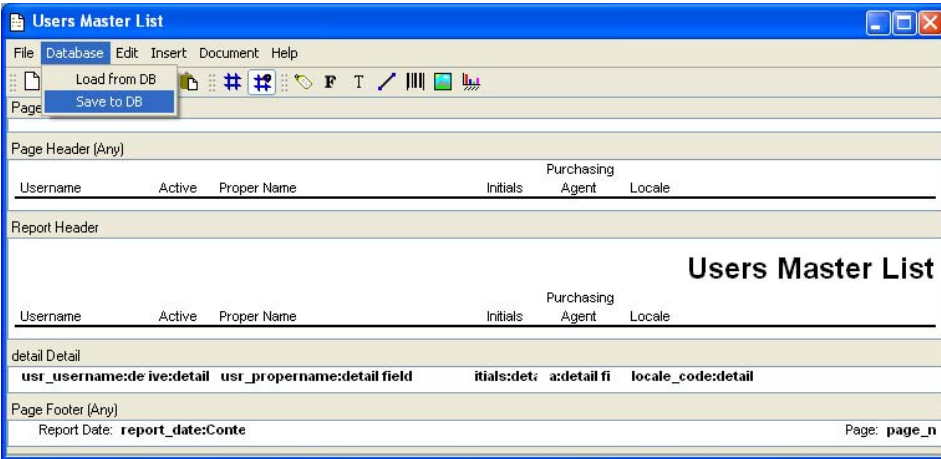 Users Master List
File Database Edit Insert Document Help
Load from DB
F T
Save to DB
Page
Page Header (Any)
Purchasing
Username Active Proper Name Initials Agent Locale
Report Header
Users Master List
Purchasing
Username Active Proper Name Initials Agent Locale
detail Detail
usr_username:de ive:detail usr_propername:detail field itials:deta a:detail fi locale_code:detail
Page Footer (Any)
Report Date: report_date:Conte Page: page_n